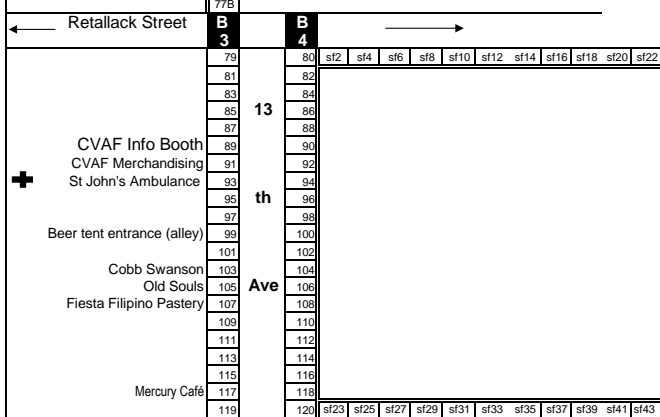 77B
Retallack Street B B
3 4
79 80 sf2 sf4 sf6 sf8 sf10 sf12 sf14 sf16 sf18 sf20 sf22
81 82
83 84
85 13 86
87 88
CVAF Info Booth 89 90
CVAF Merchandising 91 92
St John's Ambulance 93 94
95 th 96
97 98
Beer tent entrance (alley) 99 100
101 102
Cobb Swanson 103 104
Old Souls 105 Ave 106
Fiesta Filipino Pastery 107 108
109 110
111 112
113 114
115 116
Mercury Café 117 118
119 120 sf23 sf25 sf27 sf29 sf31 sf33 sf35 sf37 sf39 sf41 sf43